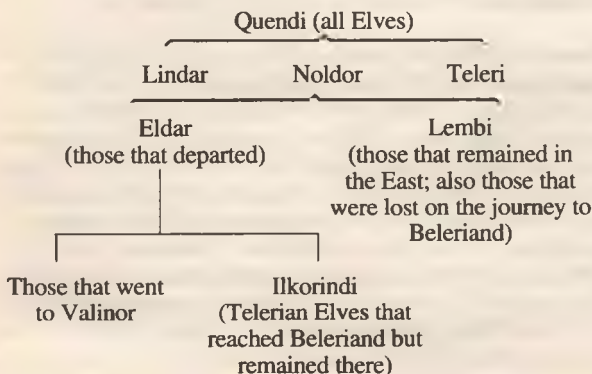 Quendi (all Elves)
Lindar Noldor Teleri
Eldar
(those that departed)
Lembi
(those that remained in
the East; also those that
were lost on the journey to
Beleriand)
Those that went
to Valinor
Ilkorindi
(Telerian Elves that
reached Beleriand but
remained there)